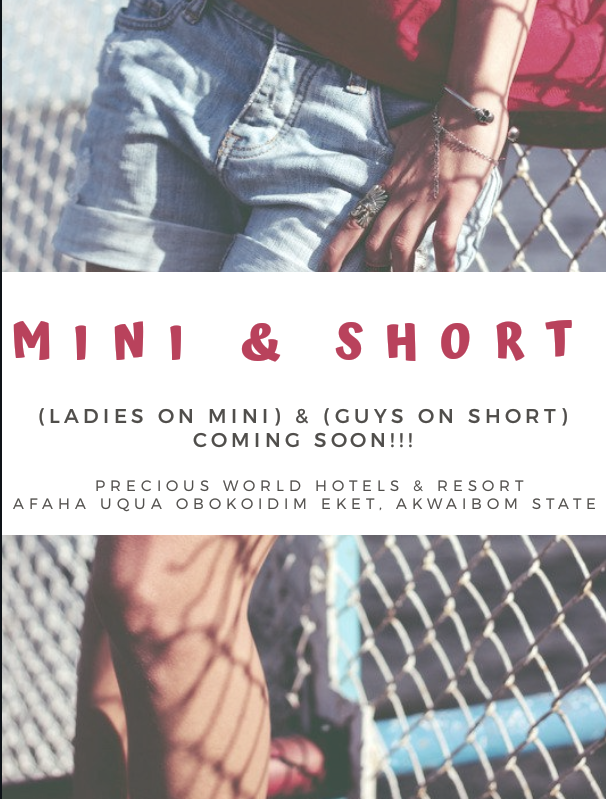 MINI & SHORT
(LADIES ON MINI) & (GUYS ON SHORT)
COMING SOON!!!
PRECIOUS WORLD HOTELS & RESORT
AFAHA UQUA OBOKOIDIM EKET, AKWAIBOM STATE